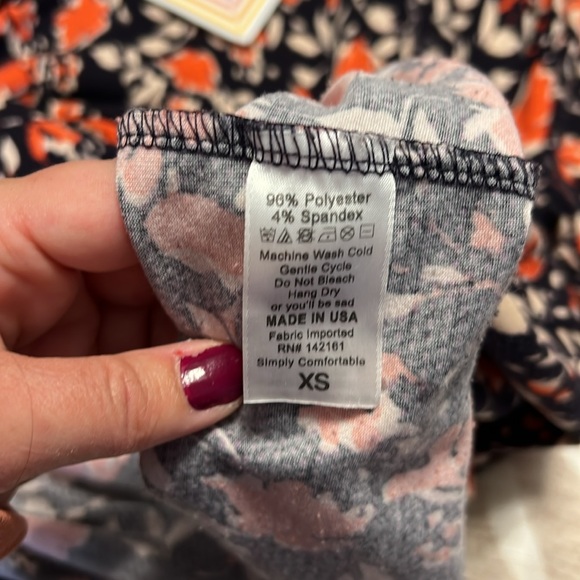 96% Polyester
4% Spandex
Machine Wash Cold
Gentle Cycle
Do Not Bleach
Hang Dry
or you'll be sad
MADE IN USA
Fabric Imported
RN# 142161
Simply Comfortable
XS